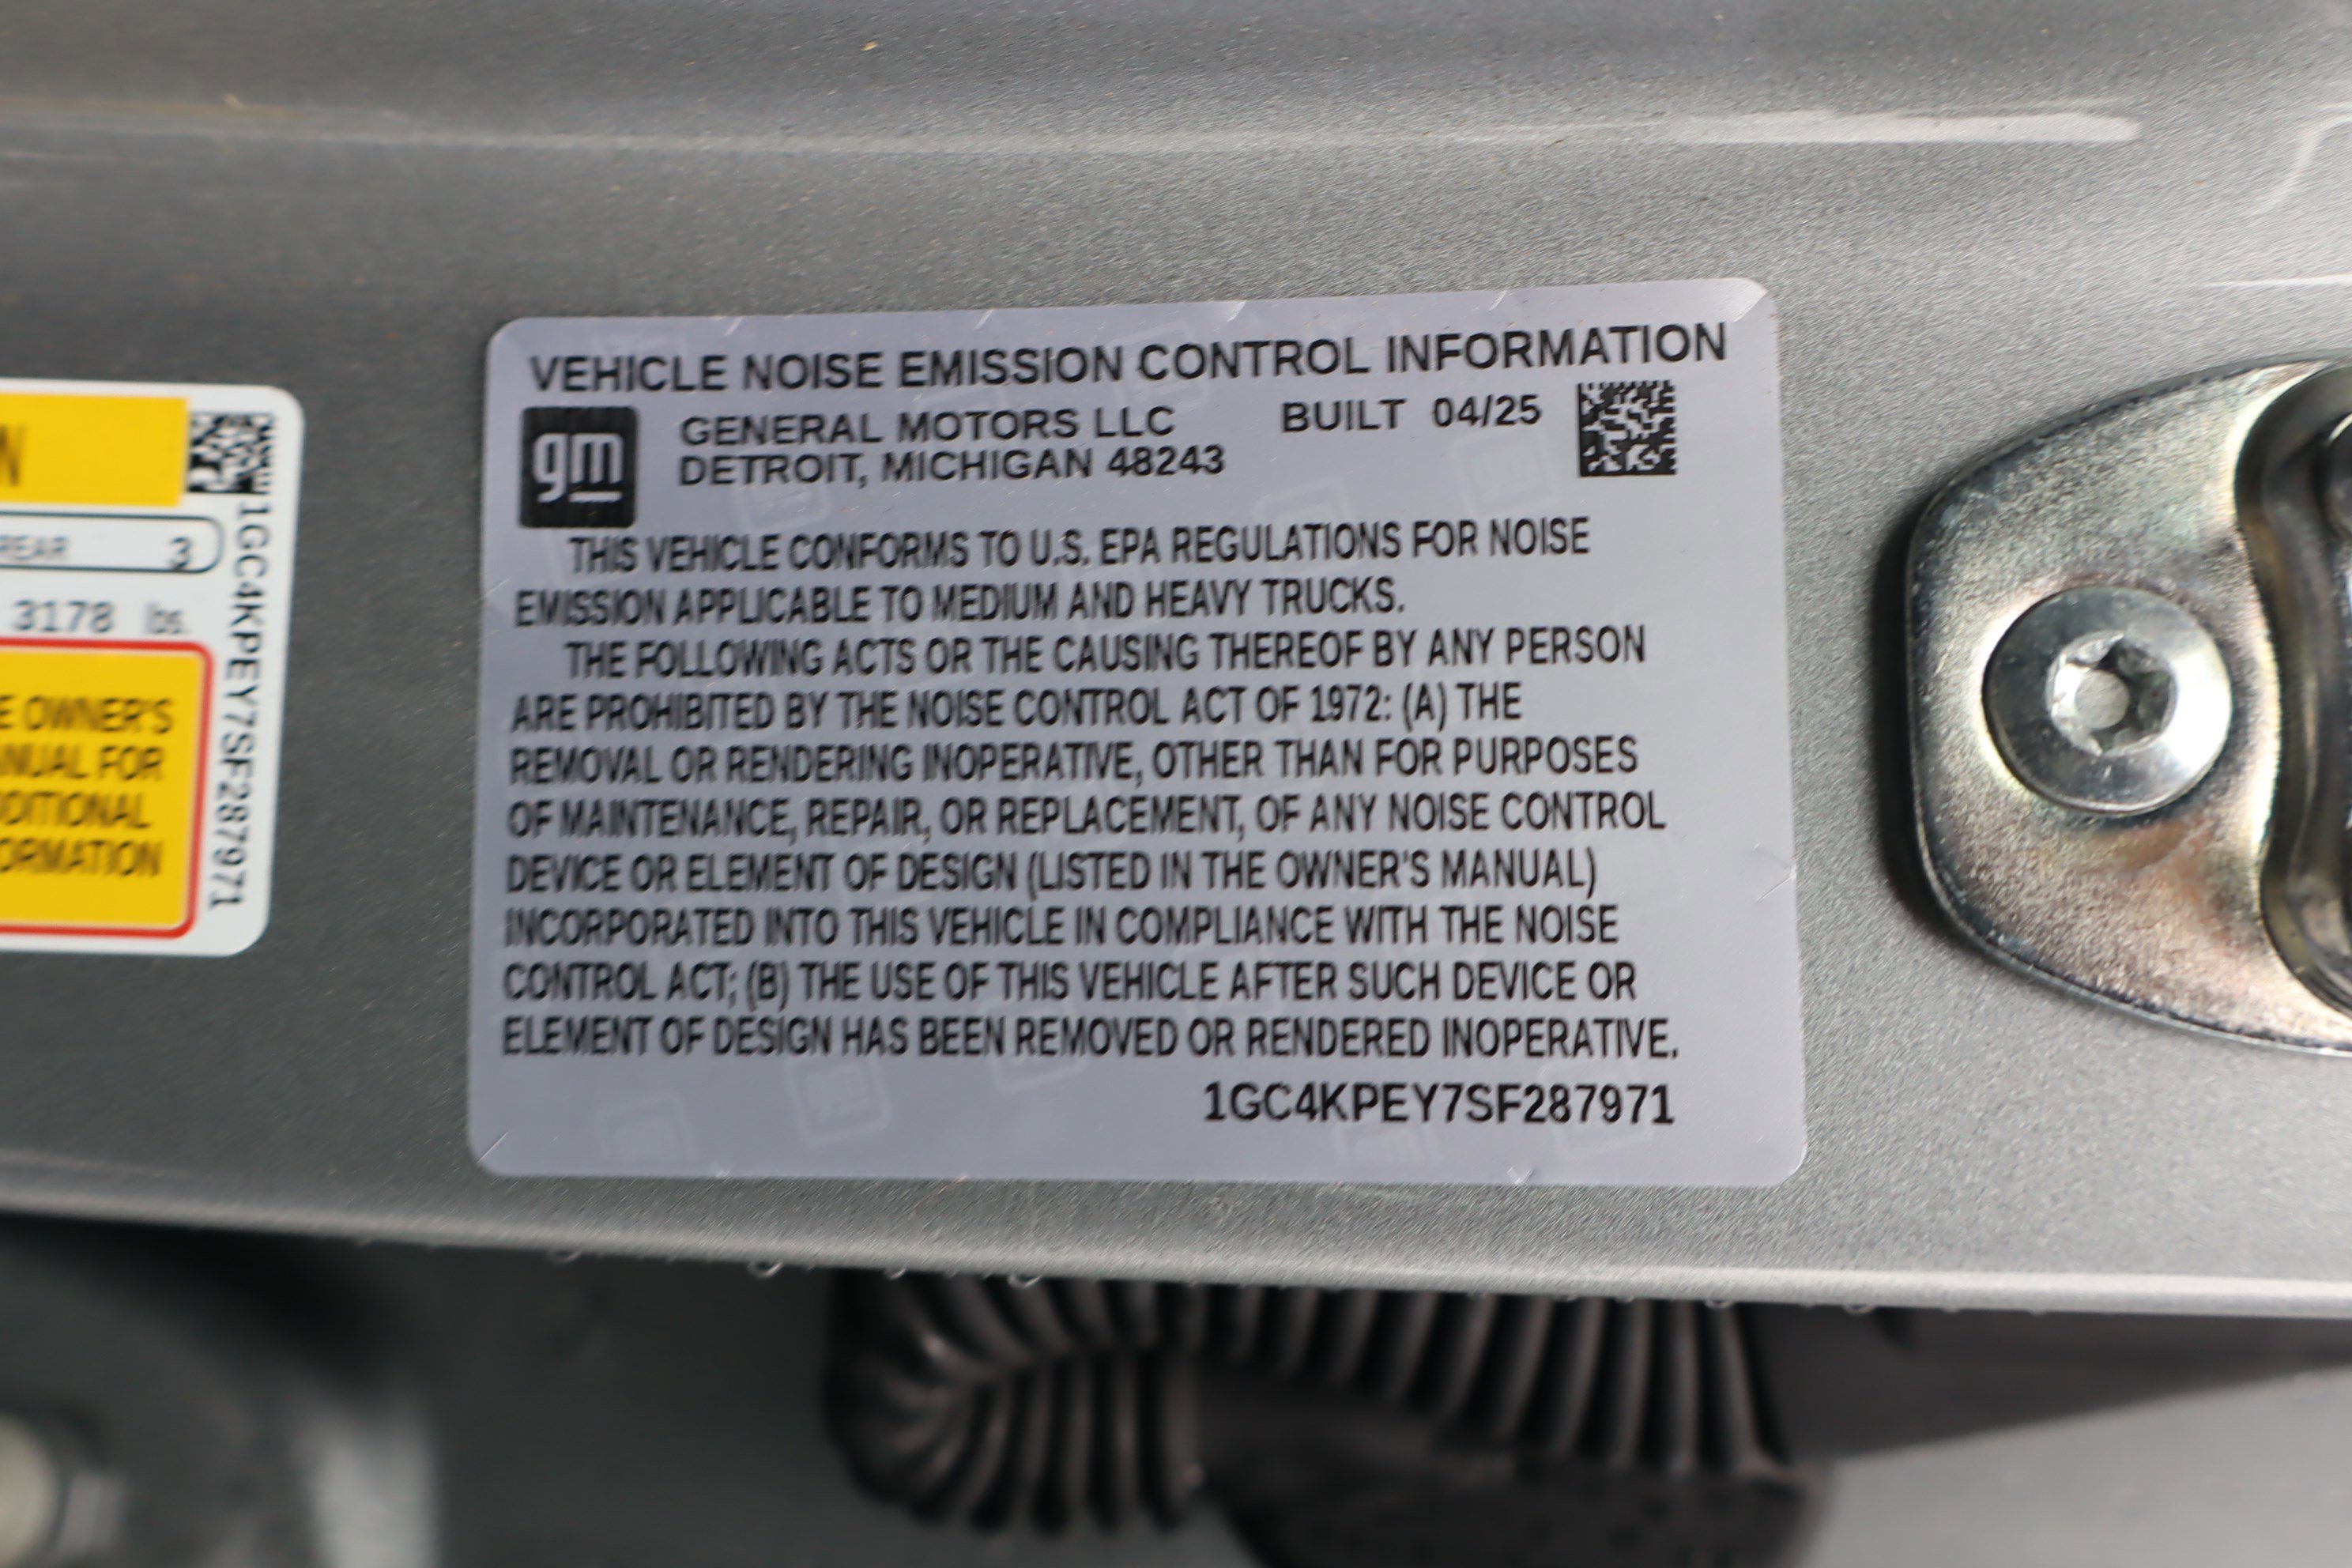 N
REAR 3
3178 lbs.
OWNER'S
FOR
1GC4KPEY7SF287971
VEHICLE NOISE EMISSION CONTROL INFORMATION
gm
GENERAL MOTORS LLC BUILT 04/25
DETROIT, MICHIGAN 48243
THIS VEHICLE CONFORMS TO U.S. EPA REGULATIONS FOR NOISE
EMISSION APPLICABLE TO MEDIUM AND HEAVY TRUCKS.
THE FOLLOWING ACTS OR THE CAUSING THEREOF BY ANY PERSON
ARE PROHIBITED BY THE NOISE CONTROL ACT OF 1972: (A) THE
REMOVAL OR RENDERING INOPERATIVE, OTHER THAN FOR PURPOSES
OF MAINTENANCE, REPAIR, OR REPLACEMENT, OF ANY NOISE CONTROL
DEVICE OR ELEMENT OF DESIGN (LISTED IN THE OWNER'S MANUAL)
INCORPORATED INTO THIS VEHICLE IN COMPLIANCE WITH THE NOISE
CONTROL ACT; (B) THE USE OF THIS VEHICLE AFTER SUCH DEVICE OR
ELEMENT OF DESIGN HAS BEEN REMOVED OR RENDERED INOPERATIVE.
1GC4KPEY7SF287971